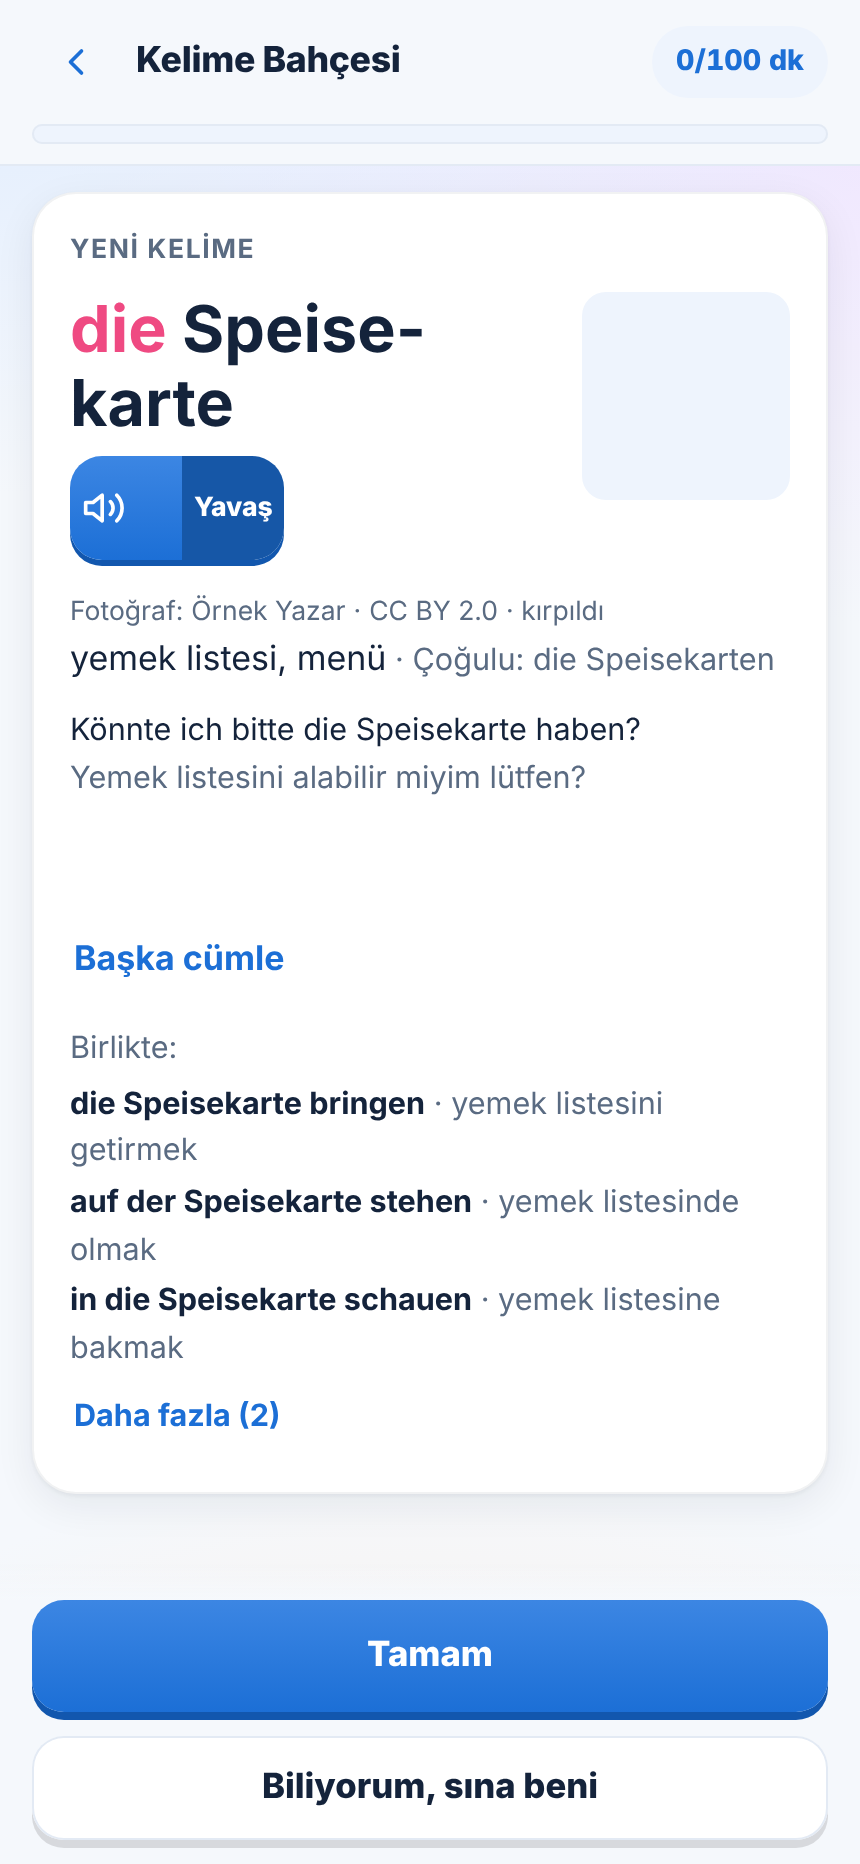 Kelime Bahçesi
0/100 dk
YENİ KELİME
die Speise-
karte
Yavaş
Fotoğraf: Örnek Yazar · CC BY 2.0 · kırpıldı
yemek listesi, menü · Çoğulu: die Speisekarten
Könnte ich bitte die Speisekarte haben?
Yemek listesini alabilir miyim lütfen?
Başka cümle
Birlikte:
die Speisekarte bringen · yemek listesini
getirmek
auf der Speisekarte stehen · yemek listesinde
olmak
in die Speisekarte schauen · yemek listesine
bakmak
Daha fazla (2)
Tamam
Biliyorum, sına beni